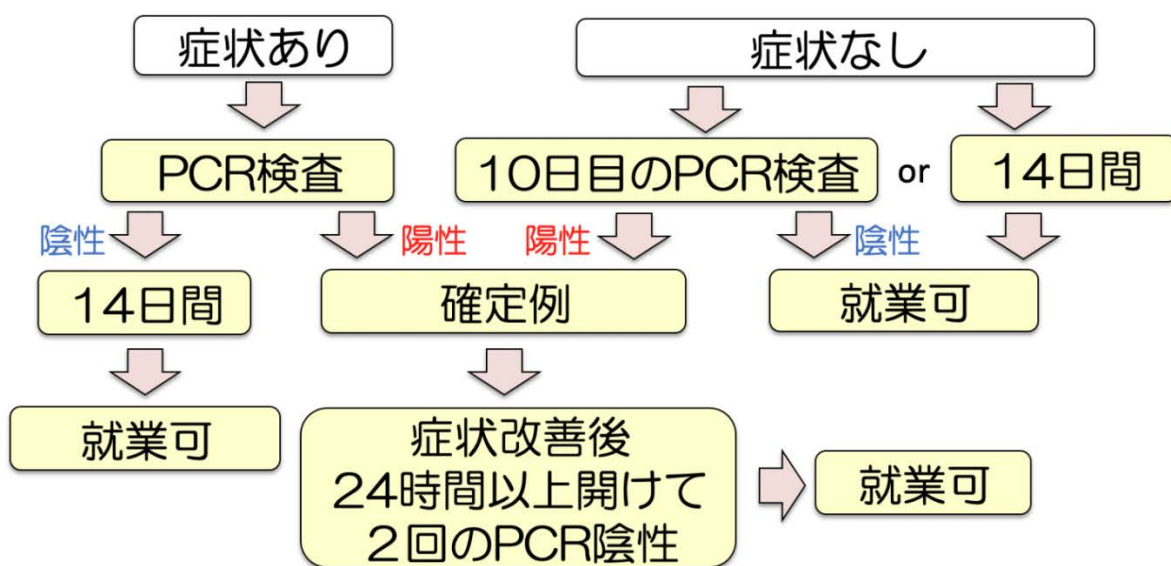 症状あり
症状なし
PCR検査
10日目のPCR検査
or
14日間
陰性
陽性
陽性
陰性
14日間
確定例
就業可
就業可
症状改善後
24時間以上開けて
2回のPCR陰性
就業可